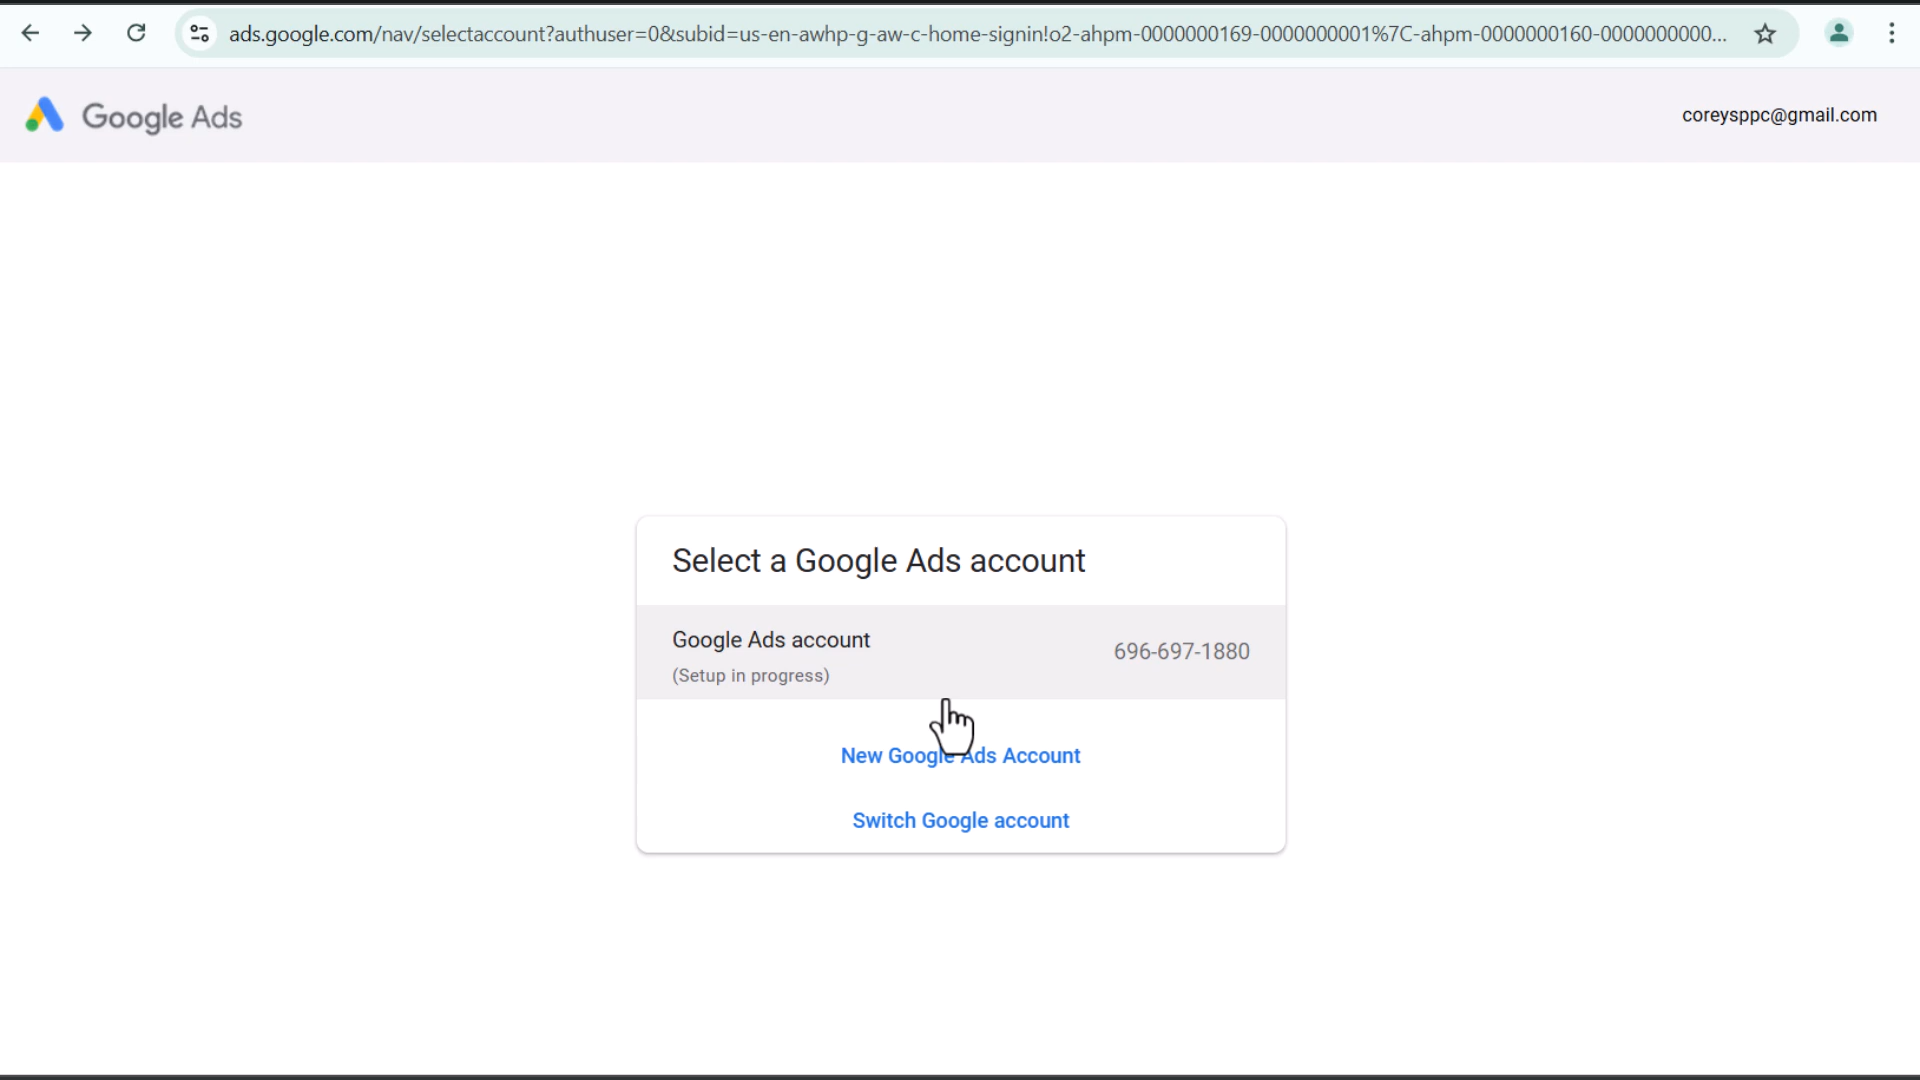 ads.google.com/nav/selectaccount?authuser=0&subid=us-en-awhp-g-aw-c-home-signin!o2-ahpm-0000000169-0000000001%7C-ahpm-0000000160-0000000000...
Google Ads
coreysppc@gmail.com
Select a Google Ads account
Google Ads account
696-697-1880
(Setup in progress)
New Google Ads Account
Switch Google account